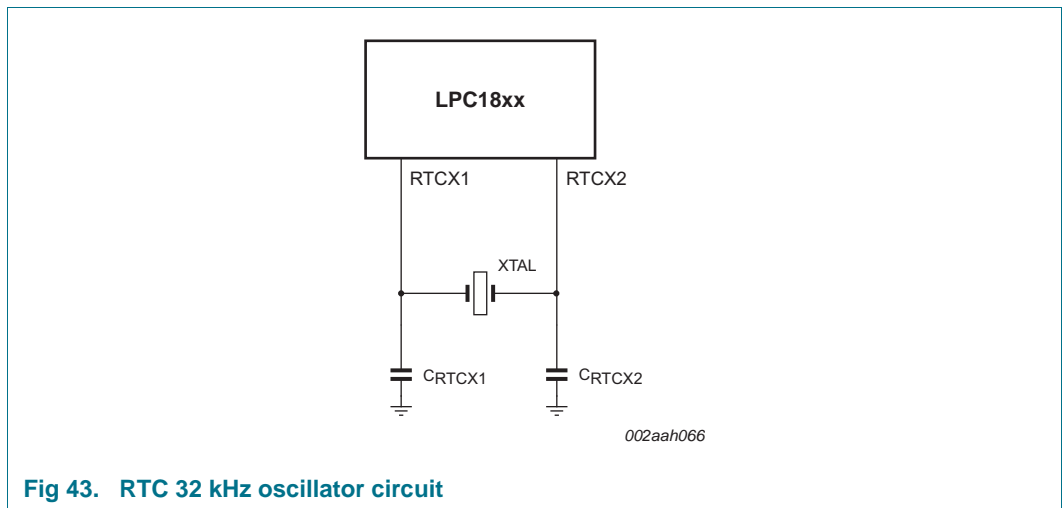 LPC18xx
RTCX1 RTCX2
XTAL
CRTCX1 CRTCX2
002aah066
Fig 43. RTC 32 kHz oscillator circuit